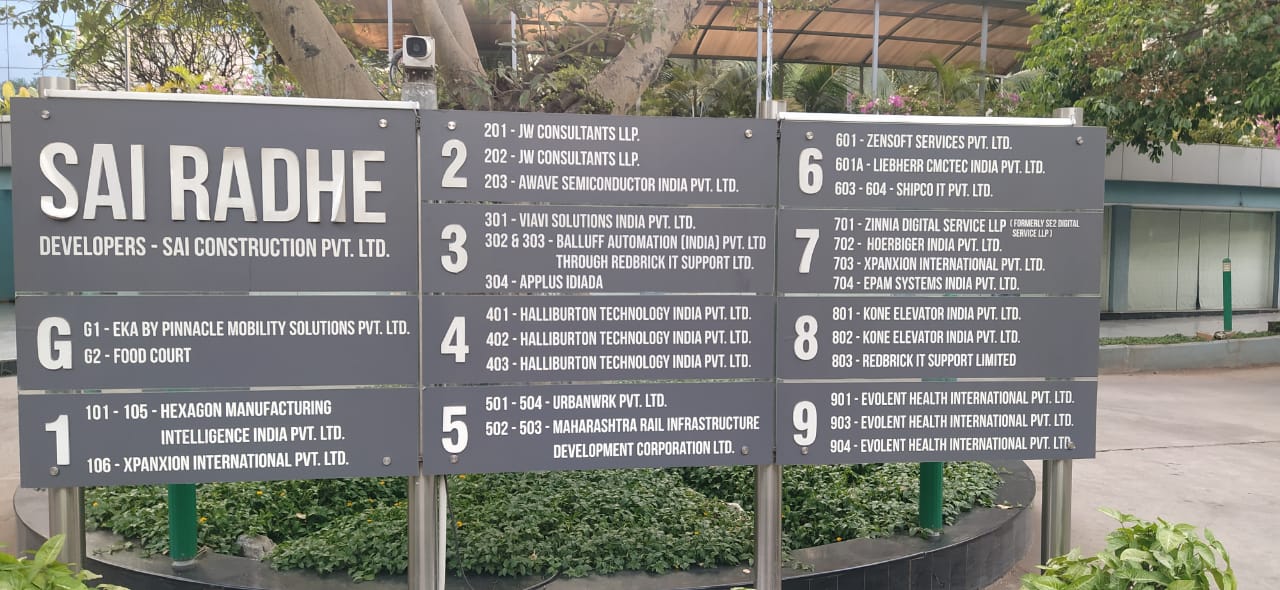 SAI RADHE
DEVELOPERS - SAI CONSTRUCTION PVT. LTD.
G
G1 - EKA BY PINNACLE MOBILITY SOLUTIONS PVT. LTD.
G2 - FOOD COURT
1
101 - 105 - HEXAGON MANUFACTURING
INTELLIGENCE INDIA PVT. LTD.
106 - XPANXION INTERNATIONAL PVT. LTD.
2
201 - JW CONSULTANTS LLP.
202 - JW CONSULTANTS LLP.
203 - AWAVE SEMICONDUCTOR INDIA PVT. LTD.
3
301 - VIAVI SOLUTIONS INDIA PVT. LTD.
302 & 303 - BALLUFF AUTOMATION (INDIA) PVT. LTD
THROUGH REDBRICK IT SUPPORT LTD.
304 - APPLUS IDIADA
4
401 - HALLIBURTON TECHNOLOGY INDIA PVT. LTD.
402 - HALLIBURTON TECHNOLOGY INDIA PVT. LTD.
403 - HALLIBURTON TECHNOLOGY INDIA PVT. LTD.
5
501 - 504 - URBANWRK PVT. LTD.
502 - 503 - MAHARASHTRA RAIL INFRASTRUCTURE
DEVELOPMENT CORPORATION LTD.
6
601 - ZENSOFT SERVICES PVT. LTD.
601A - LIEBHERR CMCTEC INDIA PVT. LTD.
603 - 604 - SHIPCO IT PVT. LTD.
7
701 - ZINNIA DIGITAL SERVICE LLP ( FORMERLY SE2 DIGITAL
SERVICE LLP )
702 - HOERBIGER INDIA PVT. LTD.
703 - XPANXION INTERNATIONAL PVT. LTD.
704 - EPAM SYSTEMS INDIA PVT. LTD.
8
801 - KONE ELEVATOR INDIA PVT. LTD.
802 - KONE ELEVATOR INDIA PVT. LTD.
803 - REDBRICK IT SUPPORT LIMITED
9
901 - EVOLENT HEALTH INTERNATIONAL PVT. LTD.
903 - EVOLENT HEALTH INTERNATIONAL PVT. LTD.
904 - EVOLENT HEALTH INTERNATIONAL PVT. LTD.